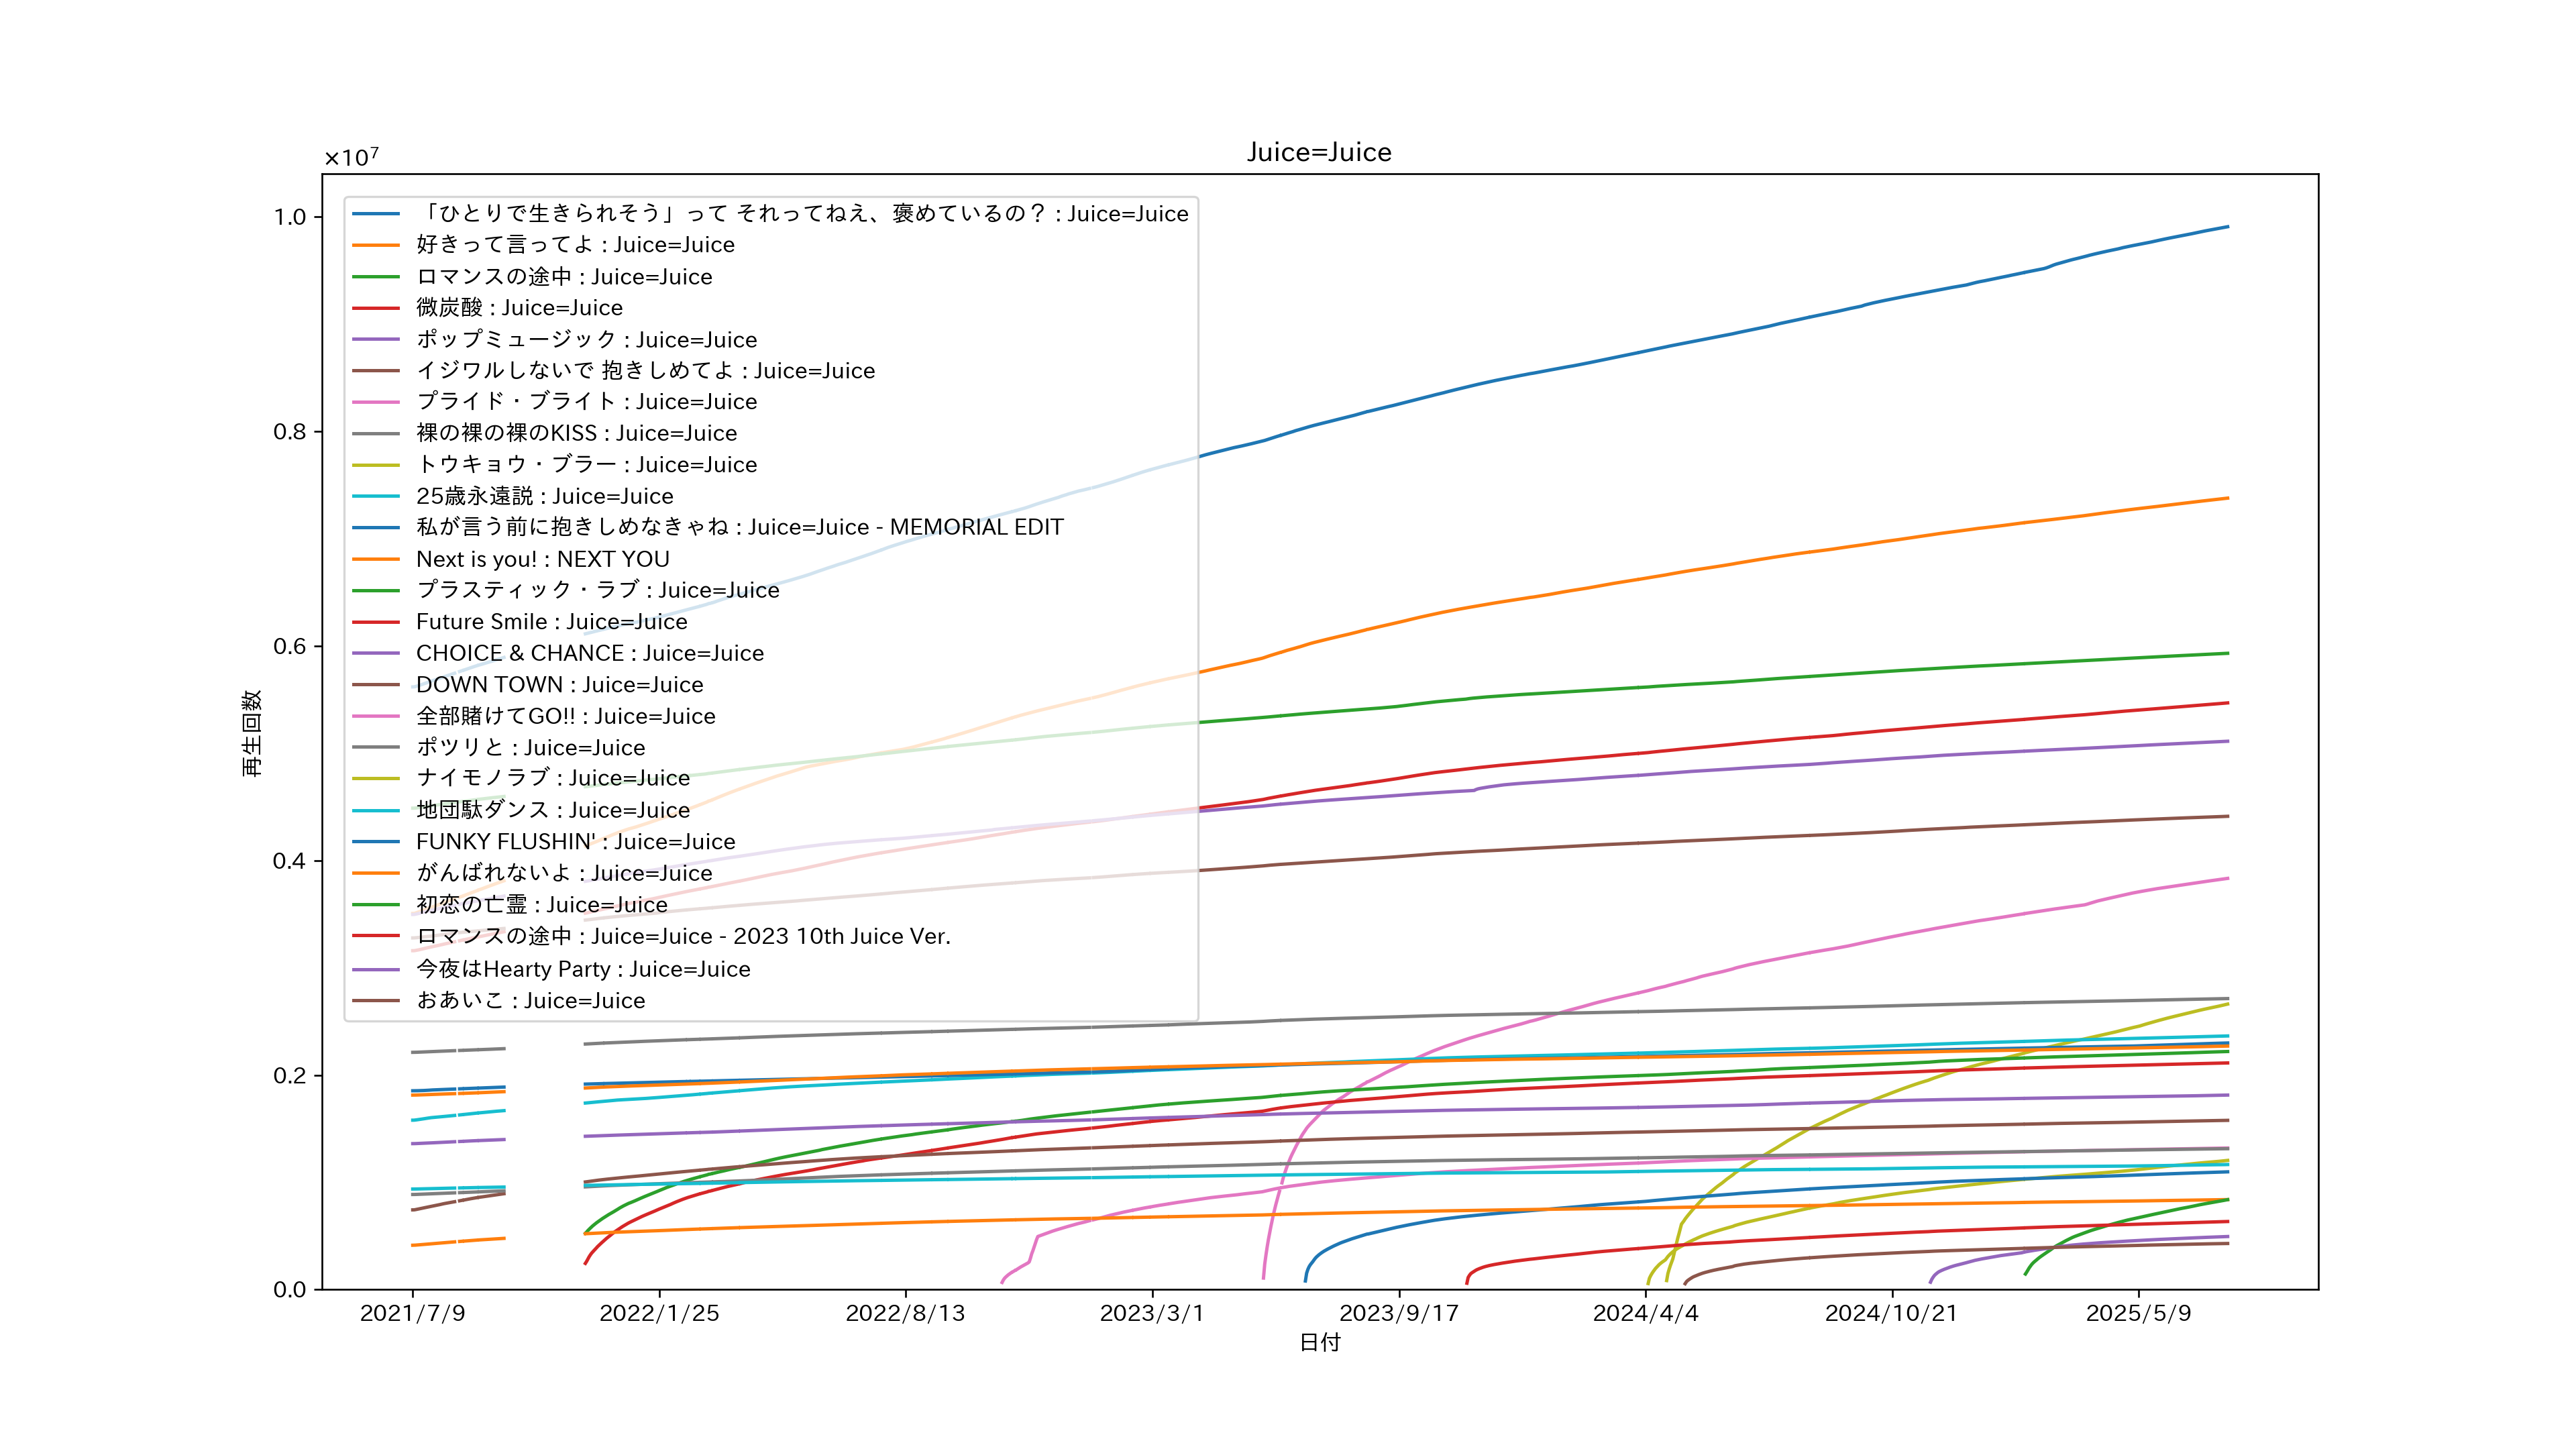 Juice=Juice
×10⁷
1.0
0.8
0.6
0.4
0.2
0.0
再生回数
「ひとりで生きられそう」って それってねえ、褒めているの？ : Juice=Juice
好きって言ってよ : Juice=Juice
ロマンスの途中 : Juice=Juice
微炭酸 : Juice=Juice
ポップミュージック : Juice=Juice
イジワルしないで 抱きしめてよ : Juice=Juice
プライド・ブライト : Juice=Juice
裸の裸の裸のKISS : Juice=Juice
トウキョウ・ブラー : Juice=Juice
25歳永遠説 : Juice=Juice
私が言う前に抱きしめなきゃね : Juice=Juice - MEMORIAL EDIT
Next is you! : NEXT YOU
プラスティック・ラブ : Juice=Juice
Future Smile : Juice=Juice
CHOICE & CHANCE : Juice=Juice
DOWN TOWN : Juice=Juice
全部賭けてGO!! : Juice=Juice
ポツリと : Juice=Juice
ナイモノラブ : Juice=Juice
地団駄ダンス : Juice=Juice
FUNKY FLUSHIN' : Juice=Juice
がんばれないよ : Juice=Juice
初恋の亡霊 : Juice=Juice
ロマンスの途中 : Juice=Juice - 2023 10th Juice Ver.
今夜はHearty Party : Juice=Juice
おあいこ : Juice=Juice
2021/7/9 2022/1/25 2022/8/13 2023/3/1 2023/9/17 2024/4/4 2024/10/21 2025/5/9
日付